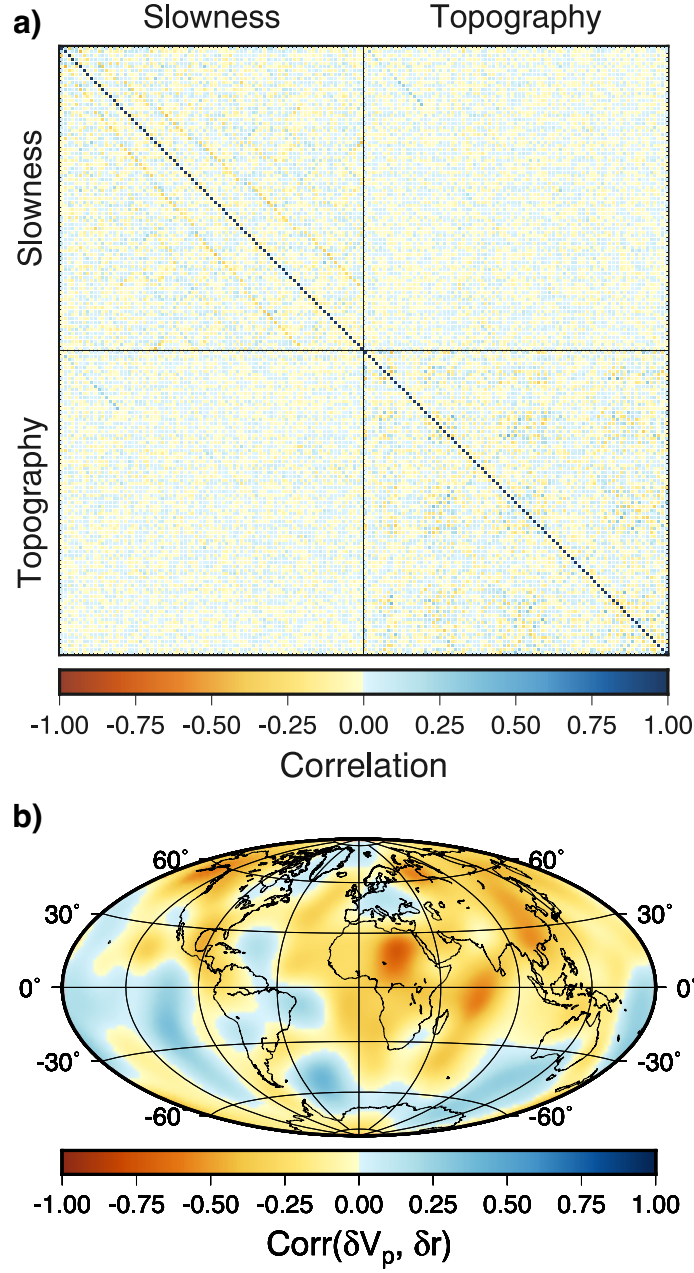 a)
Slowness Topography
Slowness
Topography
-1.00 -0.75 -0.50 -0.25 0.00 0.25 0.50 0.75 1.00
Correlation
b)
60° 60°
30° 30°
0° 0°
-30° -30°
-60° -60°
-1.00 -0.75 -0.50 -0.25 0.00 0.25 0.50 0.75 1.00
Corr(δVₚ, δr)